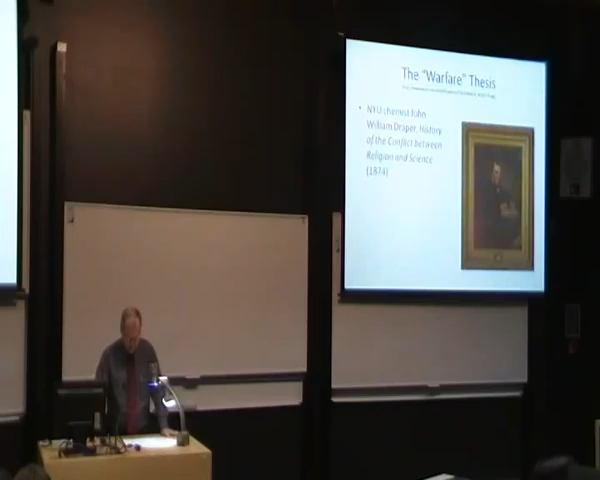 The "Warfare" Thesis
• NYU chemist John
William Draper, History
of the Conflict between
Religion and Science
(1874)